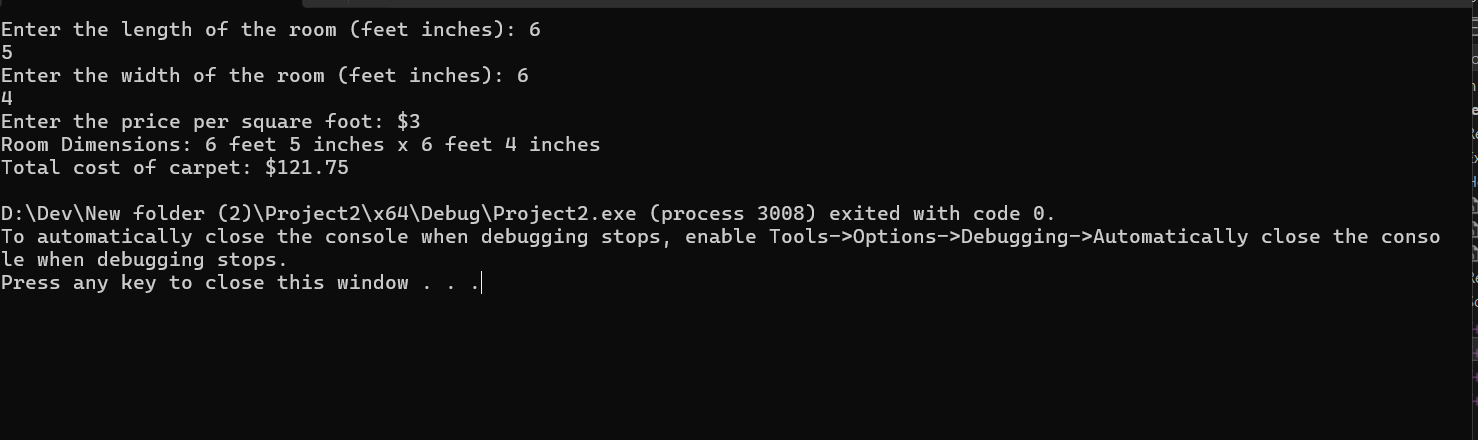 Enter the length of the room (feet inches): 6
5
Enter the width of the room (feet inches): 6
4
Enter the price per square foot: $3
Room Dimensions: 6 feet 5 inches x 6 feet 4 inches
Total cost of carpet: $121.75
D:\Dev\New folder (2)\Project2\x64\Debug\Project2.exe (process 3008) exited with code 0.
To automatically close the console when debugging stops, enable Tools->Options->Debugging->Automatically close the conso
le when debugging stops.
Press any key to close this window . . .